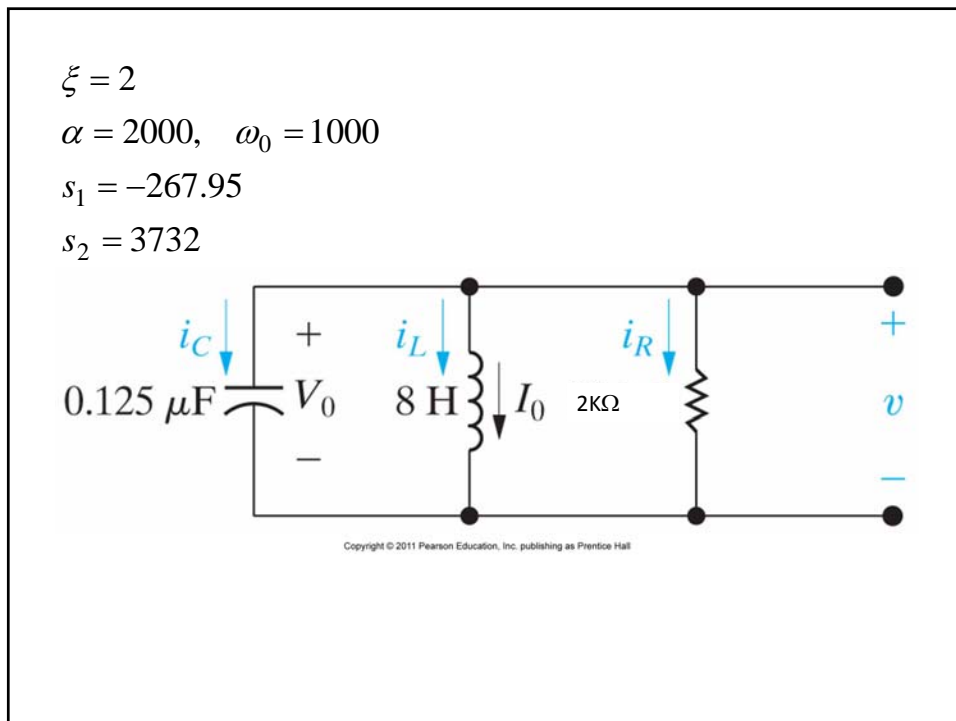 ξ = 2
α = 2000, ω₀ = 1000
s₁ = −267.95
s₂ = 3732
i_C + i_L i_R +
0.125 μF V₀ 8 H I₀ 2KΩ v
− −
Copyright © 2011 Pearson Education, Inc. publishing as Prentice Hall